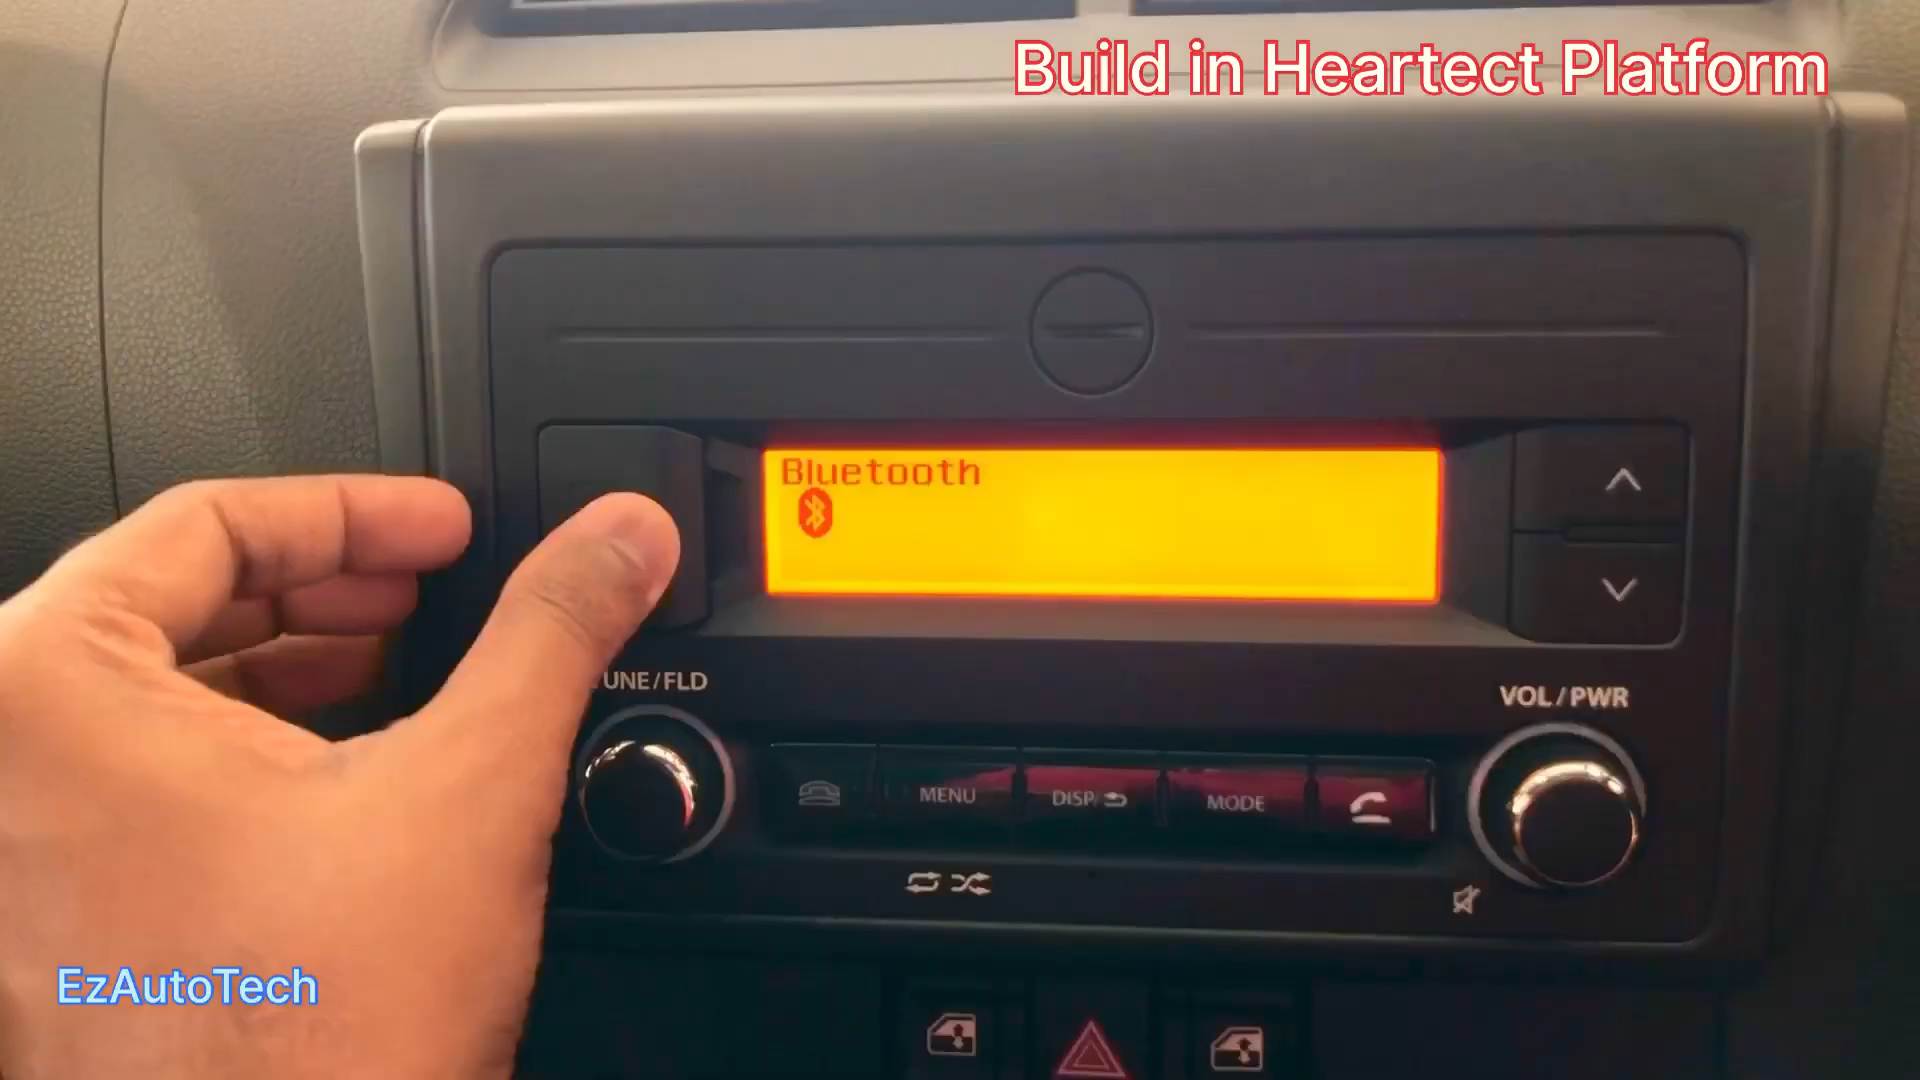 Build in Heartect Platform
Bluetooth
UNE/FLD
VOL/PWR
MENU
DISP/
MODE
EzAutoTech